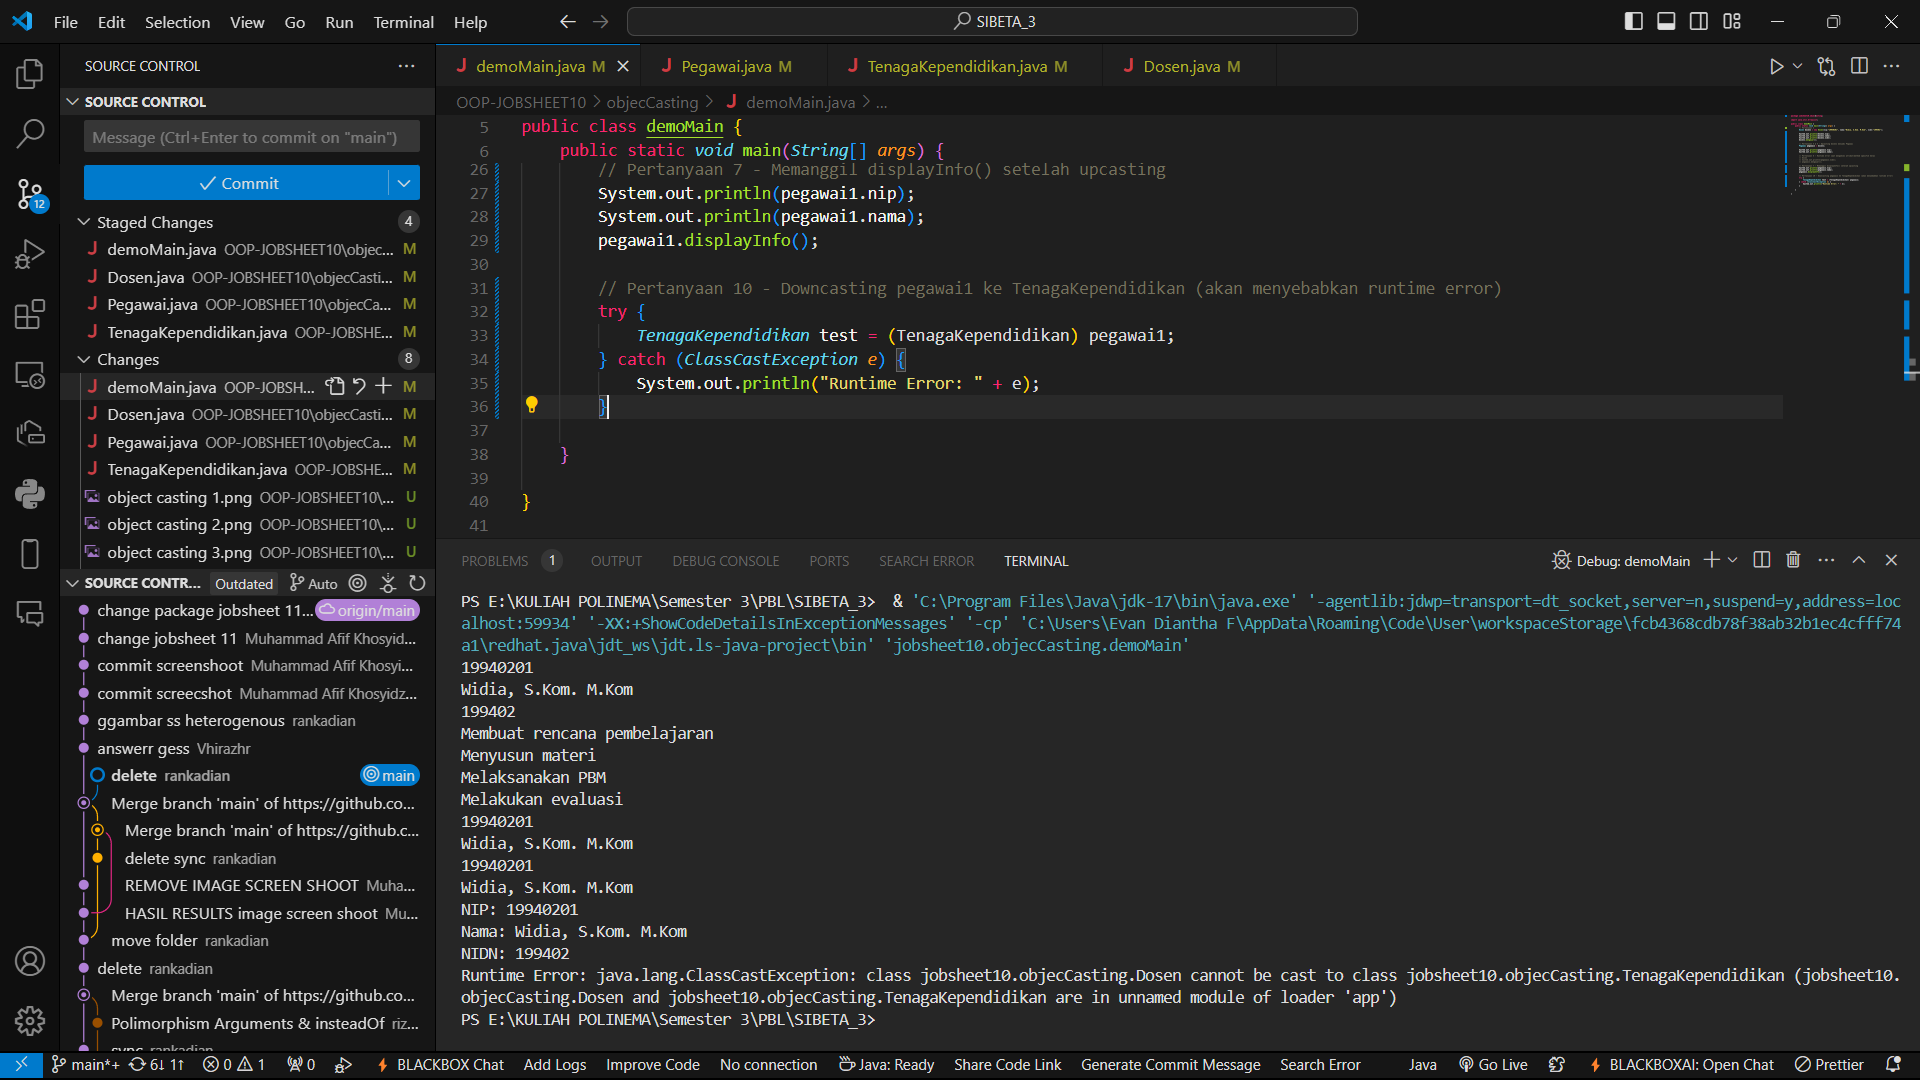 File Edit Selection View Go Run Terminal Help
SIBETA_3
SOURCE CONTROL
SOURCE CONTROL
Message (Ctrl+Enter to commit on "main")
Commit
12
Staged Changes 4
demoMain.java OOP-JOBSHEET10\objec... M
Dosen.java OOP-JOBSHEET10\objecCasti... M
Pegawai.java OOP-JOBSHEET10\objecCa... M
TenagaKependidikan.java OOP-JOBSHE... M
Changes 8
demoMain.java OOP-JOBSH... M
Dosen.java OOP-JOBSHEET10\objecCasti... M
Pegawai.java OOP-JOBSHEET10\objecCa... M
TenagaKependidikan.java OOP-JOBSHE... M
object casting 1.png OOP-JOBSHEET10\... U
object casting 2.png OOP-JOBSHEET10\... U
object casting 3.png OOP-JOBSHEET10\... U
SOURCE CONTR... Outdated Auto
change package jobsheet 11... origin/main
change jobsheet 11 Muhammad Afif Khosyid...
commit screenshoot Muhammad Afif Khosyi...
commit screecshot Muhammad Afif Khosyidz...
ggambar ss heterogenous rankadian
answerr gess Vhirazhr
delete rankadian main
Merge branch 'main' of https://github.co...
Merge branch 'main' of https://github.c...
delete sync rankadian
REMOVE IMAGE SCREEN SHOOT Muha...
HASIL RESULTS image screen shoot Mu...
move folder rankadian
delete rankadian
Merge branch 'main' of https://github.co...
Polimorphism Arguments & insteadOf riz...
sync rankadian
demoMain.java M
Pegawai.java M
TenagaKependidikan.java M
Dosen.java M
OOP-JOBSHEET10 > objecCasting > demoMain.java > ...
5 public class demoMain {
6 public static void main(String[] args) {
26 // Pertanyaan 7 - Memanggil displayInfo() setelah upcasting
27 System.out.println(pegawai1.nip);
28 System.out.println(pegawai1.nama);
29 pegawai1.displayInfo();
30
31 // Pertanyaan 10 - Downcasting pegawai1 ke TenagaKependidikan (akan menyebabkan runtime error)
32 try {
33 TenagaKependidikan test = (TenagaKependidikan) pegawai1;
34 } catch (ClassCastException e) {
35 System.out.println("Runtime Error: " + e);
36 }
37
38 }
39
40 }
41
PROBLEMS 1 OUTPUT DEBUG CONSOLE PORTS SEARCH ERROR TERMINAL
Debug: demoMain
PS E:\KULIAH POLINEMA\Semester 3\PBL\SIBETA_3> & 'C:\Program Files\Java\jdk-17\bin\java.exe' '-agentlib:jdwp=transport=dt_socket,server=n,suspend=y,address=loc
alhost:59934' '-XX:+ShowCodeDetailsInExceptionMessages' '-cp' 'C:\Users\Evan Diantha F\AppData\Roaming\Code\User\workspaceStorage\fcb4368cdb78f38ab32b1ec4cfff74
a1\redhat.java\jdt_ws\jdt.ls-java-project\bin' 'jobsheet10.objecCasting.demoMain'
19940201
Widia, S.Kom. M.Kom
199402
Membuat rencana pembelajaran
Menyusun materi
Melaksanakan PBM
Melakukan evaluasi
19940201
Widia, S.Kom. M.Kom
19940201
Widia, S.Kom. M.Kom
NIP: 19940201
Nama: Widia, S.Kom. M.Kom
NIDN: 199402
Runtime Error: java.lang.ClassCastException: class jobsheet10.objecCasting.Dosen cannot be cast to class jobsheet10.objecCasting.TenagaKependidikan (jobsheet10.
objecCasting.Dosen and jobsheet10.objecCasting.TenagaKependidikan are in unnamed module of loader 'app')
PS E:\KULIAH POLINEMA\Semester 3\PBL\SIBETA_3>
main*+ 6↓ 1↑ 0 1 0 BLACKBOX Chat Add Logs Improve Code No connection Java: Ready Share Code Link Generate Commit Message Search Error Java Go Live BLACKBOXAI: Open Chat Prettier